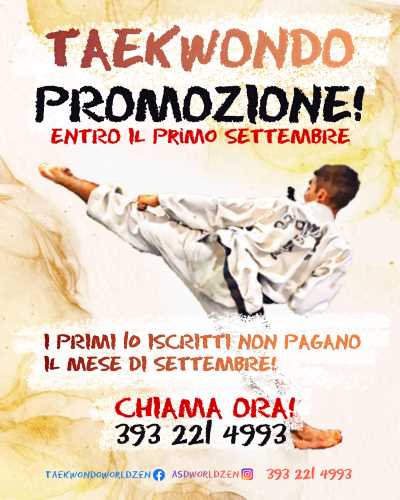 TAEKWONDO
PROMOZIONE!
ENTRO IL PRIMO SETTEMBRE
I PRIMI 10 ISCRITTI NON PAGANO
IL MESE DI SETTEMBRE!
CHIAMA ORA!
393 221 4993
TAEKWONDOWORLDZEN ASDWORLDZEN 393 221 4993